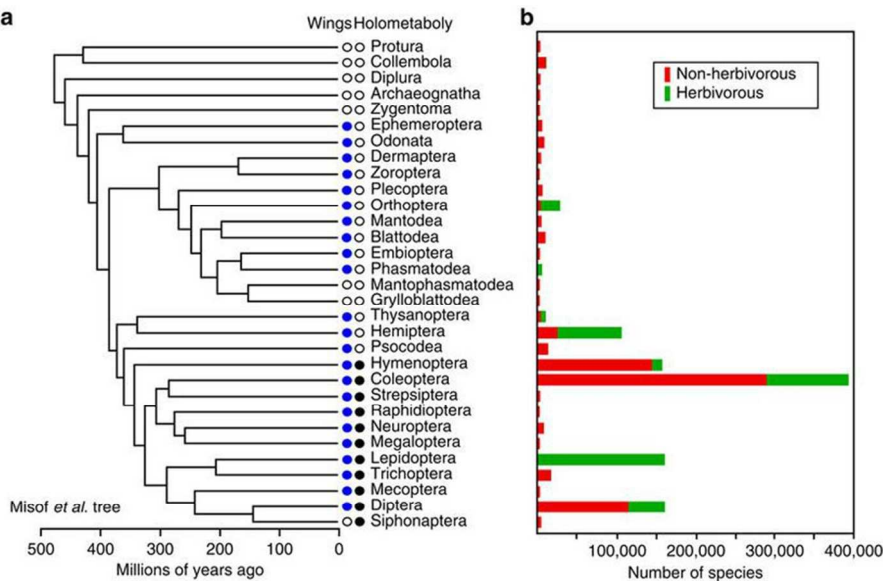 a
Wings Holometaboly
Protura
Collembola
Diplura
Archaeognatha
Zygentoma
Ephemeroptera
Odonata
Dermaptera
Zoroptera
Plecoptera
Orthoptera
Mantodea
Blattodea
Embioptera
Phasmatodea
Mantophasmatodea
Grylloblattodea
Thysanoptera
Hemiptera
Psocodea
Hymenoptera
Coleoptera
Strepsiptera
Raphidioptera
Neuroptera
Megaloptera
Lepidoptera
Trichoptera
Mecoptera
Diptera
Siphonaptera
Misof et al. tree
500 400 300 200 100 0
Millions of years ago
b
Non-herbivorous
Herbivorous
100,000 200,000 300,000 400,000
Number of species